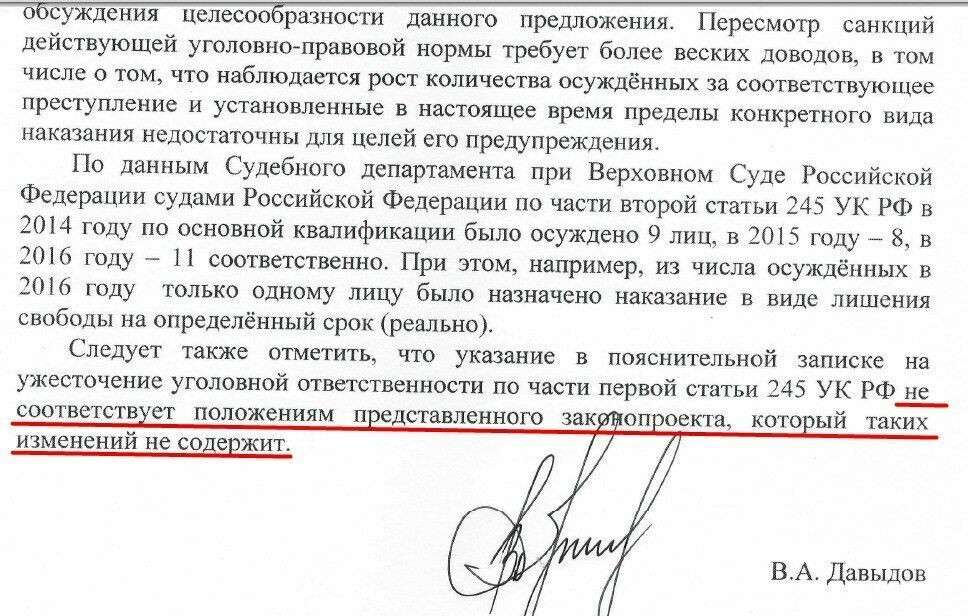 обсуждения целесообразности данного предложения. Пересмотр санкций
действующей уголовно-правовой нормы требует более веских доводов, в том
числе о том, что наблюдается рост количества осуждённых за соответствующее
преступление и установленные в настоящее время пределы конкретного вида
наказания недостаточны для целей его предупреждения.
По данным Судебного департамента при Верховном Суде Российской
Федерации судами Российской Федерации по части второй статьи 245 УК РФ в
2014 году по основной квалификации было осуждено 9 лиц, в 2015 году – 8, в
2016 году – 11 соответственно. При этом, например, из числа осуждённых в
2016 году только одному лицу было назначено наказание в виде лишения
свободы на определённый срок (реально).
Следует также отметить, что указание в пояснительной записке на
ужесточение уголовной ответственности по части первой статьи 245 УК РФ не
соответствует положениям представленного законопроекта, который таких
изменений не содержит.
В.А. Давыдов